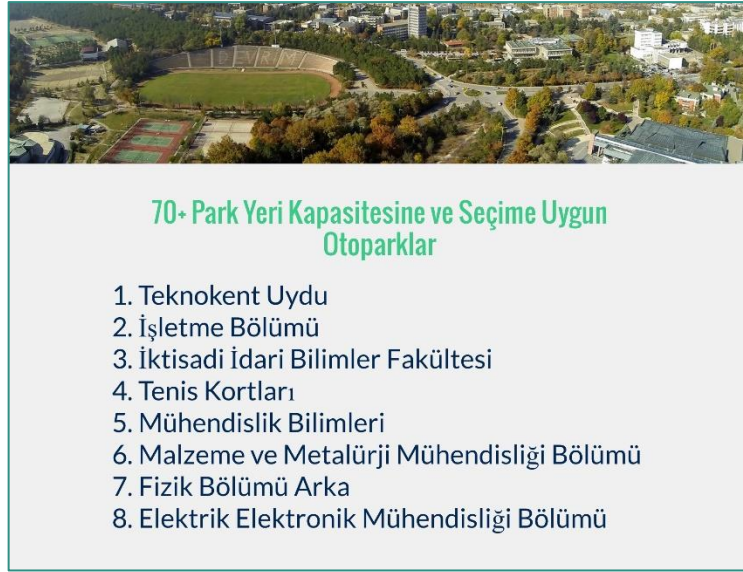 DEVRİM
70+ Park Yeri Kapasitesine ve Seçime Uygun
Otoparklar
1. Teknokent Uydu
2. İşletme Bölümü
3. İktisadi İdari Bilimler Fakültesi
4. Tenis Kortları
5. Mühendislik Bilimleri
6. Malzeme ve Metalürji Mühendisliği Bölümü
7. Fizik Bölümü Arka
8. Elektrik Elektronik Mühendisliği Bölümü